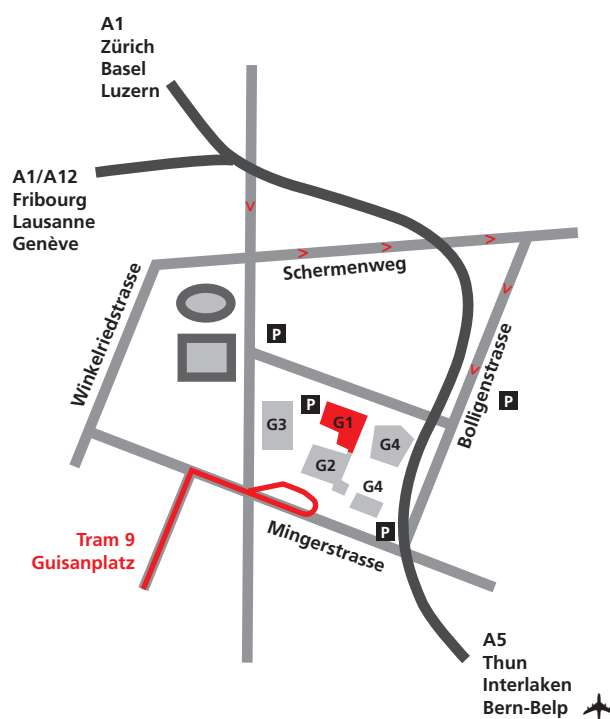 A1
Zürich
Basel
Luzern
A1/A12
Fribourg
Lausanne
Genève
Schermenweg
Winkelriedstrasse
P
Bolligenstrasse
P
P
G1
G3
G4
G2
G4
P
Mingerstrasse
Tram 9
Guisanplatz
A5
Thun
Interlaken
Bern-Belp